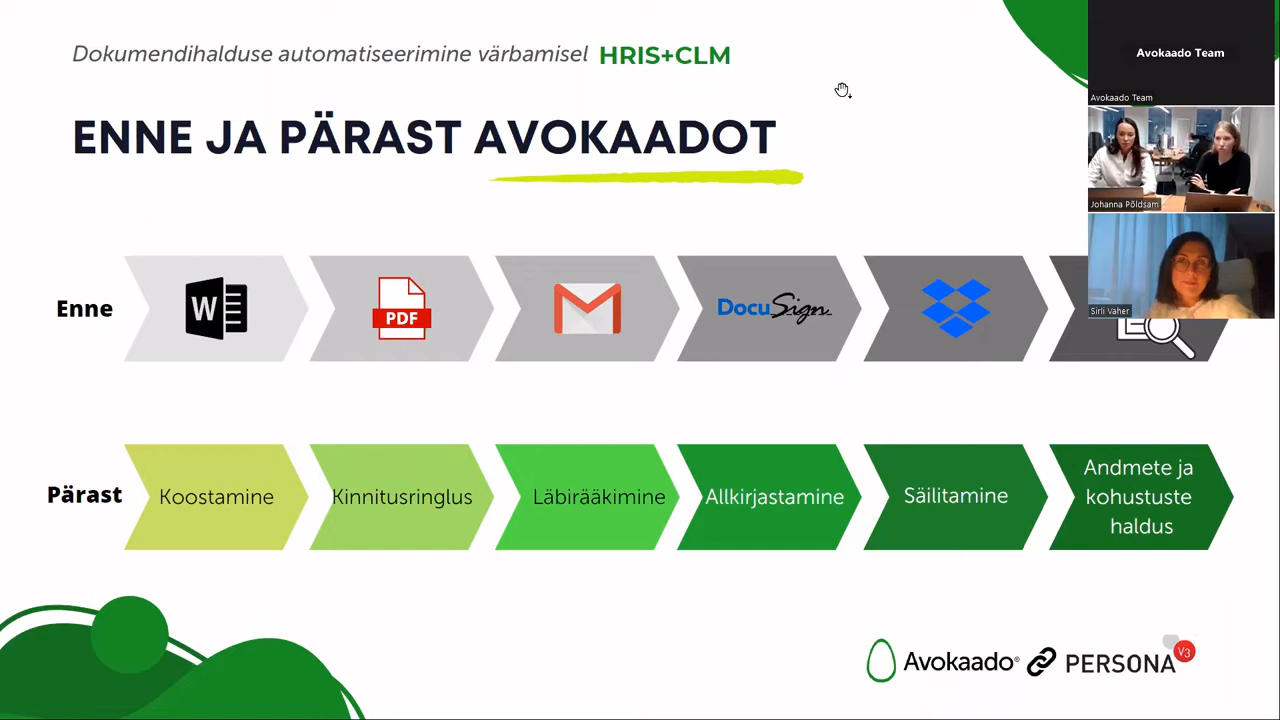 Dokumendihalduse automatiseerimine värbamisel HRIS+CLM
ENNE JA PÄRAST AVOKAADOT
Avokaado Team
Avokaado Team
Johanna Põldsam
Sirli Vaher
Enne
W
PDF
DocuSign
Pärast
Koostamine
Kinnitusringlus
Läbirääkimine
Allkirjastamine
Säilitamine
Andmete ja
kohustuste
haldus
Avokaado®
PERSONA V3